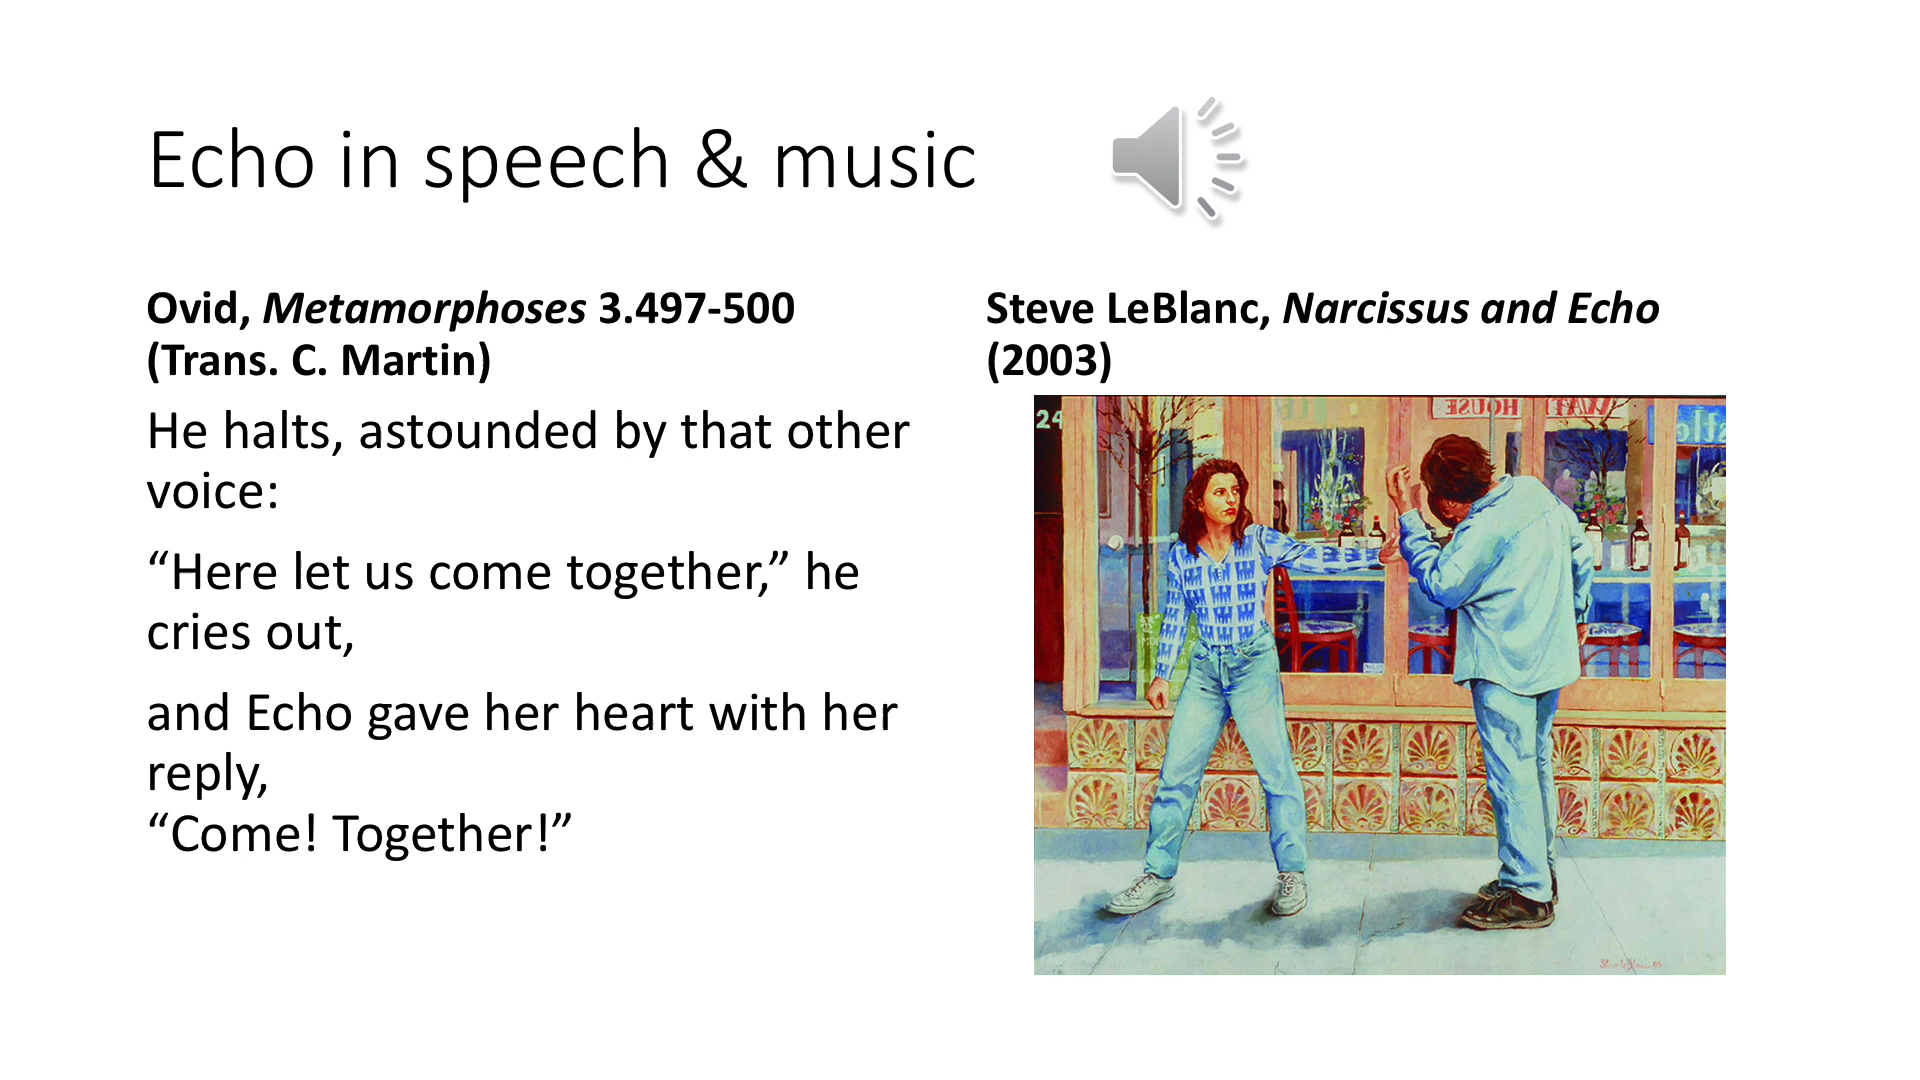 Echo in speech & music
Ovid, Metamorphoses 3.497-500
(Trans. C. Martin)
He halts, astounded by that other
voice:
“Here let us come together,” he
cries out,
and Echo gave her heart with her
reply,
“Come! Together!”
Steve LeBlanc, Narcissus and Echo
(2003)
24
HOUSE